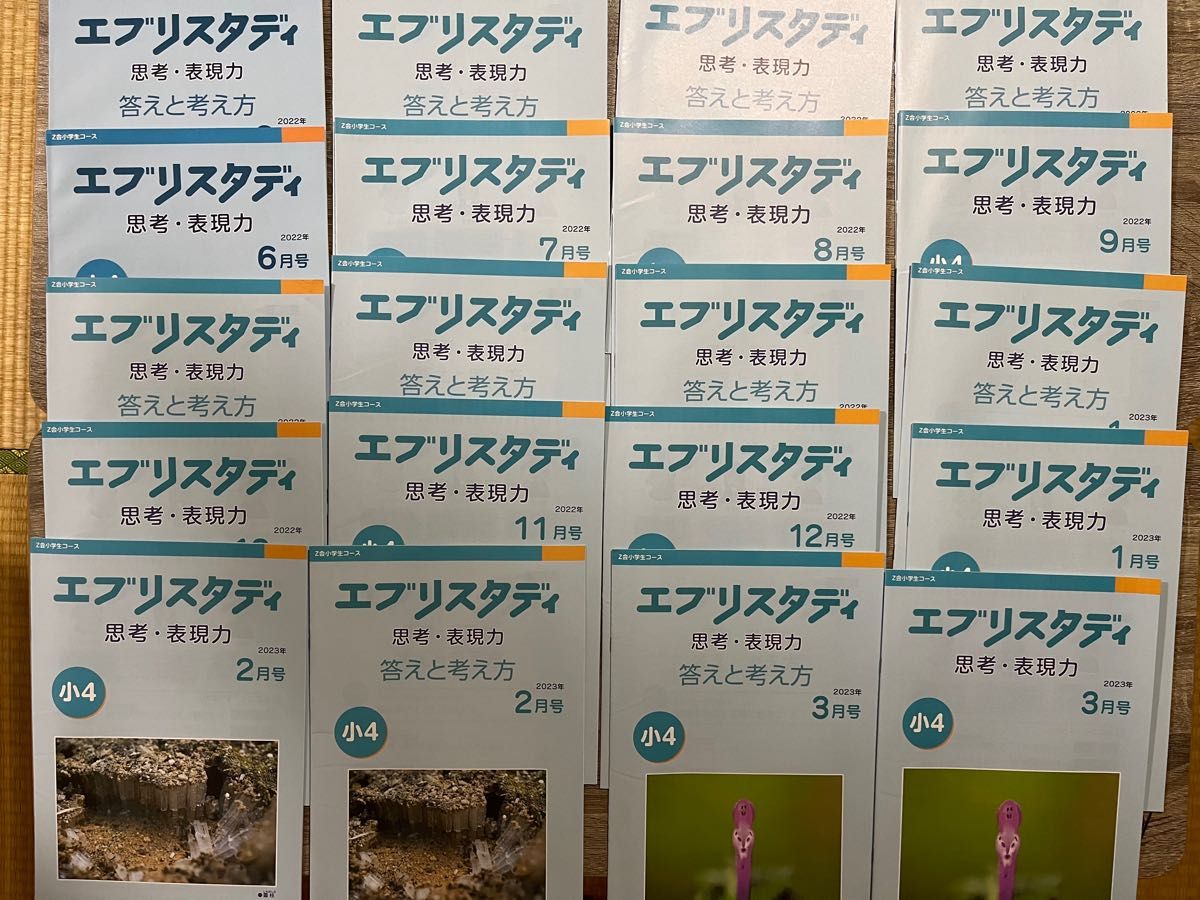 エブリスタディ
思考・表現力
答えと考え方
2022年
エブリスタディ
思考・表現力
答えと考え方
エブリスタディ
思考・表現力
答えと考え方
2022年
エブリスタディ
思考・表現力
答えと考え方
2022年
Z会小学生コース
エブリスタディ
思考・表現力
2022年
6月号
Z会小学生コース
エブリスタディ
思考・表現力
2022年
7月号
Z会小学生コース
エブリスタディ
思考・表現力
2022年
8月号
Z会小学生コース
エブリスタディ
思考・表現力
2022年
9月号
小4
Z会小学生コース
エブリスタディ
思考・表現力
答えと考え方
2022年
Z会小学生コース
エブリスタディ
思考・表現力
答えと考え方
Z会小学生コース
エブリスタディ
思考・表現力
答えと考え方
2022年
Z会小学生コース
エブリスタディ
思考・表現力
答えと考え方
2023年
Z会小学生コース
エブリスタディ
思考・表現力
2022年
Z会小学生コース
エブリスタディ
思考・表現力
2022年
11月号
小4
Z会小学生コース
エブリスタディ
思考・表現力
2022年
12月号
Z会小学生コース
エブリスタディ
思考・表現力
2023年
1月号
小4
Z会小学生コース
エブリスタディ
思考・表現力
2023年
2月号
小4
Z会小学生コース
エブリスタディ
思考・表現力
答えと考え方
2023年
2月号
小4
Z会小学生コース
エブリスタディ
思考・表現力
答えと考え方
2023年
3月号
小4
Z会小学生コース
エブリスタディ
思考・表現力
2023年
3月号
小4